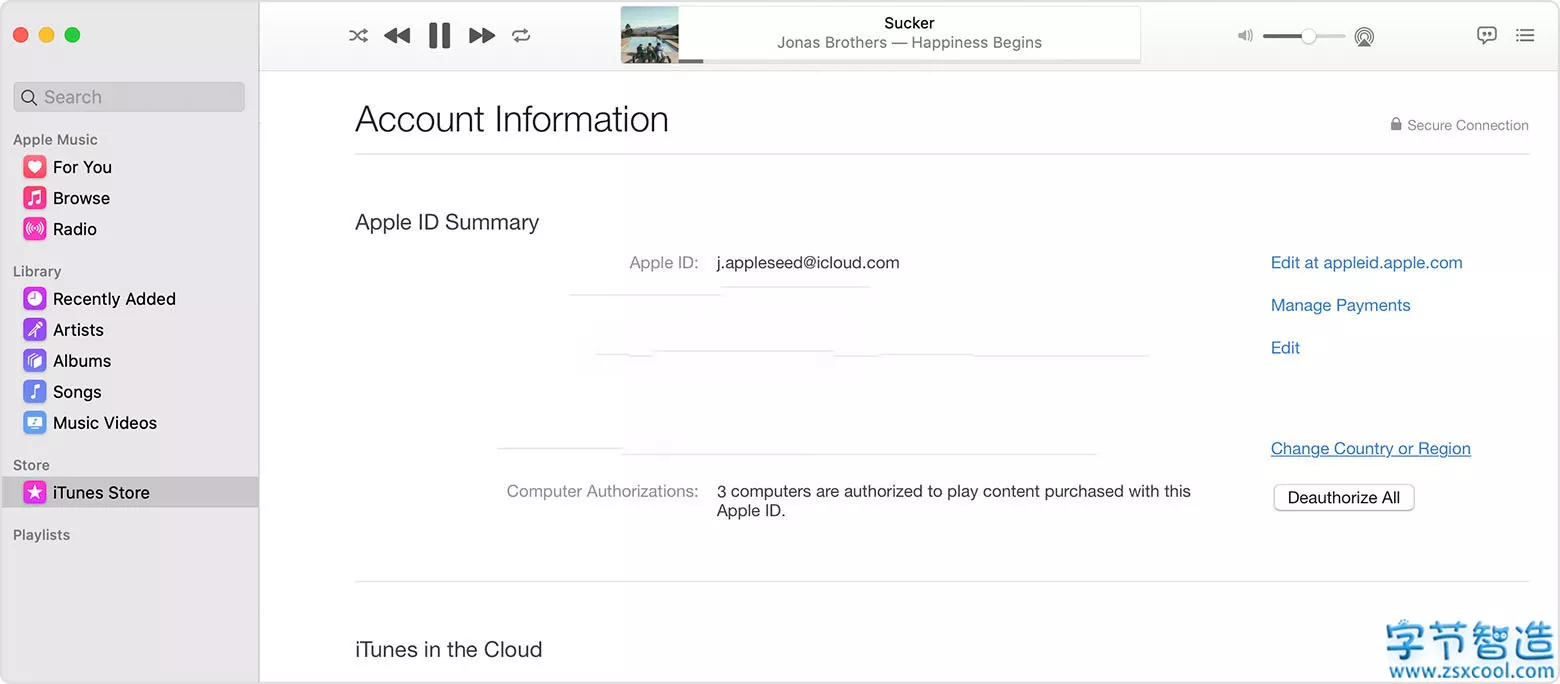 Sucker
Jonas Brothers — Happiness Begins
Search
Apple Music
For You
Browse
Radio
Library
Recently Added
Artists
Albums
Songs
Music Videos
Store
iTunes Store
Playlists
Account Information
Secure Connection
Apple ID Summary
Apple ID: j.appleseed@icloud.com
Edit at appleid.apple.com
Manage Payments
Edit
Change Country or Region
Computer Authorizations: 3 computers are authorized to play content purchased with this
Apple ID.
Deauthorize All
iTunes in the Cloud
字节智造
www.zsxcool.com